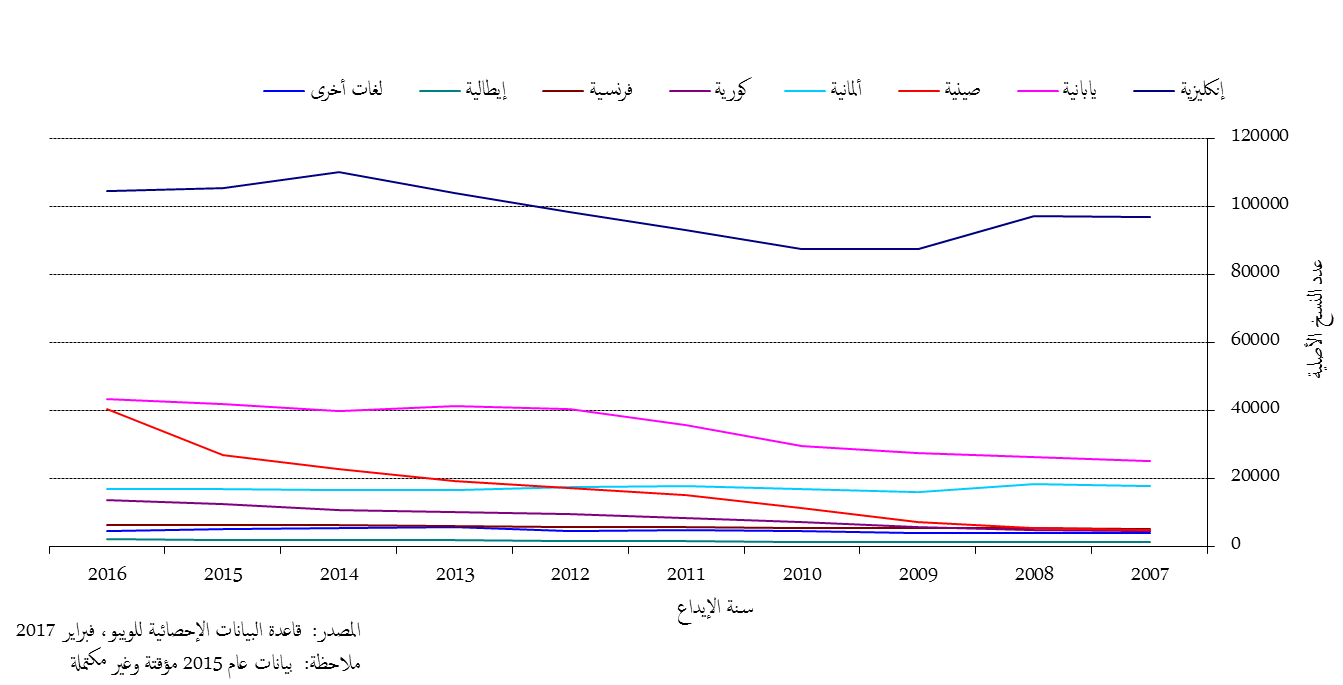 إنكليزية يابانية صينية ألمانية كورية فرنسية إيطالية لغات أخرى
120000
100000
80000
60000
40000
20000
0
عدد النسخ الأصلية
2016 2015 2014 2013 2012 2011 2010 2009 2008 2007
سنة الإيداع
المصدر: قاعدة البيانات الإحصائية للويبو، فبراير 2017
ملاحظة: بيانات عام 2015 مؤقتة وغير مكتملة